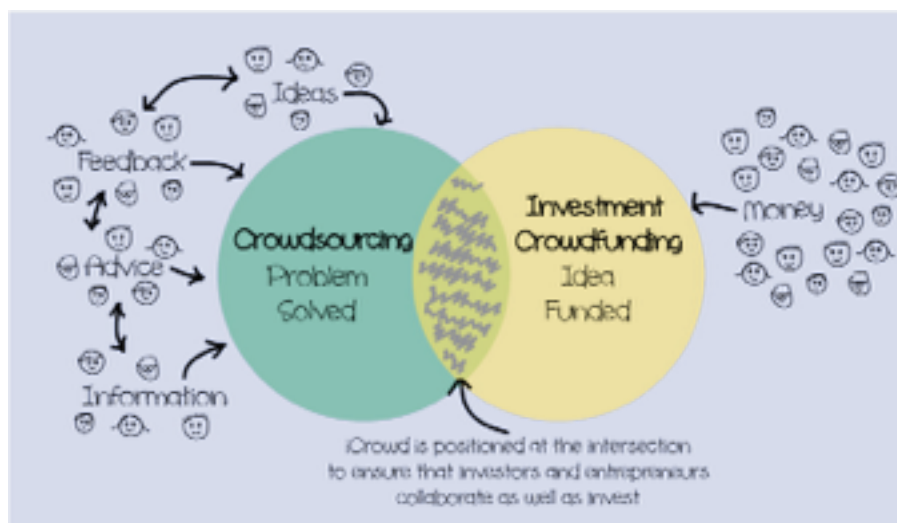 Ideas
Feedback
Advice
Information
Crowdsourcing
Problem
Solved
Investment
Crowdfunding
Idea
Funded
Money
iCrowd is positioned at the intersection
to ensure that investors and entrepreneurs
collaborate as well as invest